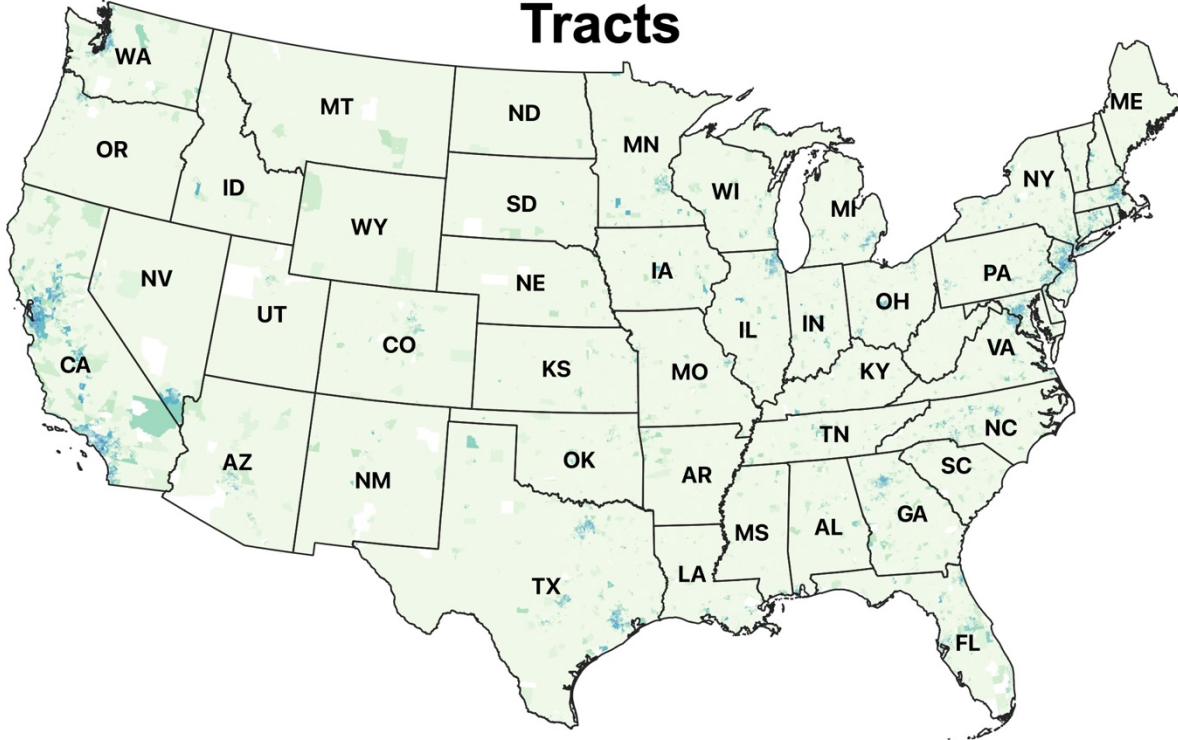 Tracts
WA
MT
ND
MN
ME
OR
ID
SD
WI
MI
NY
WY
NV
UT
NE
IA
PA
CO
IL
IN
OH
CA
KS
MO
KY
VA
AZ
NM
OK
AR
TN
NC
SC
MS
AL
GA
TX
LA
FL